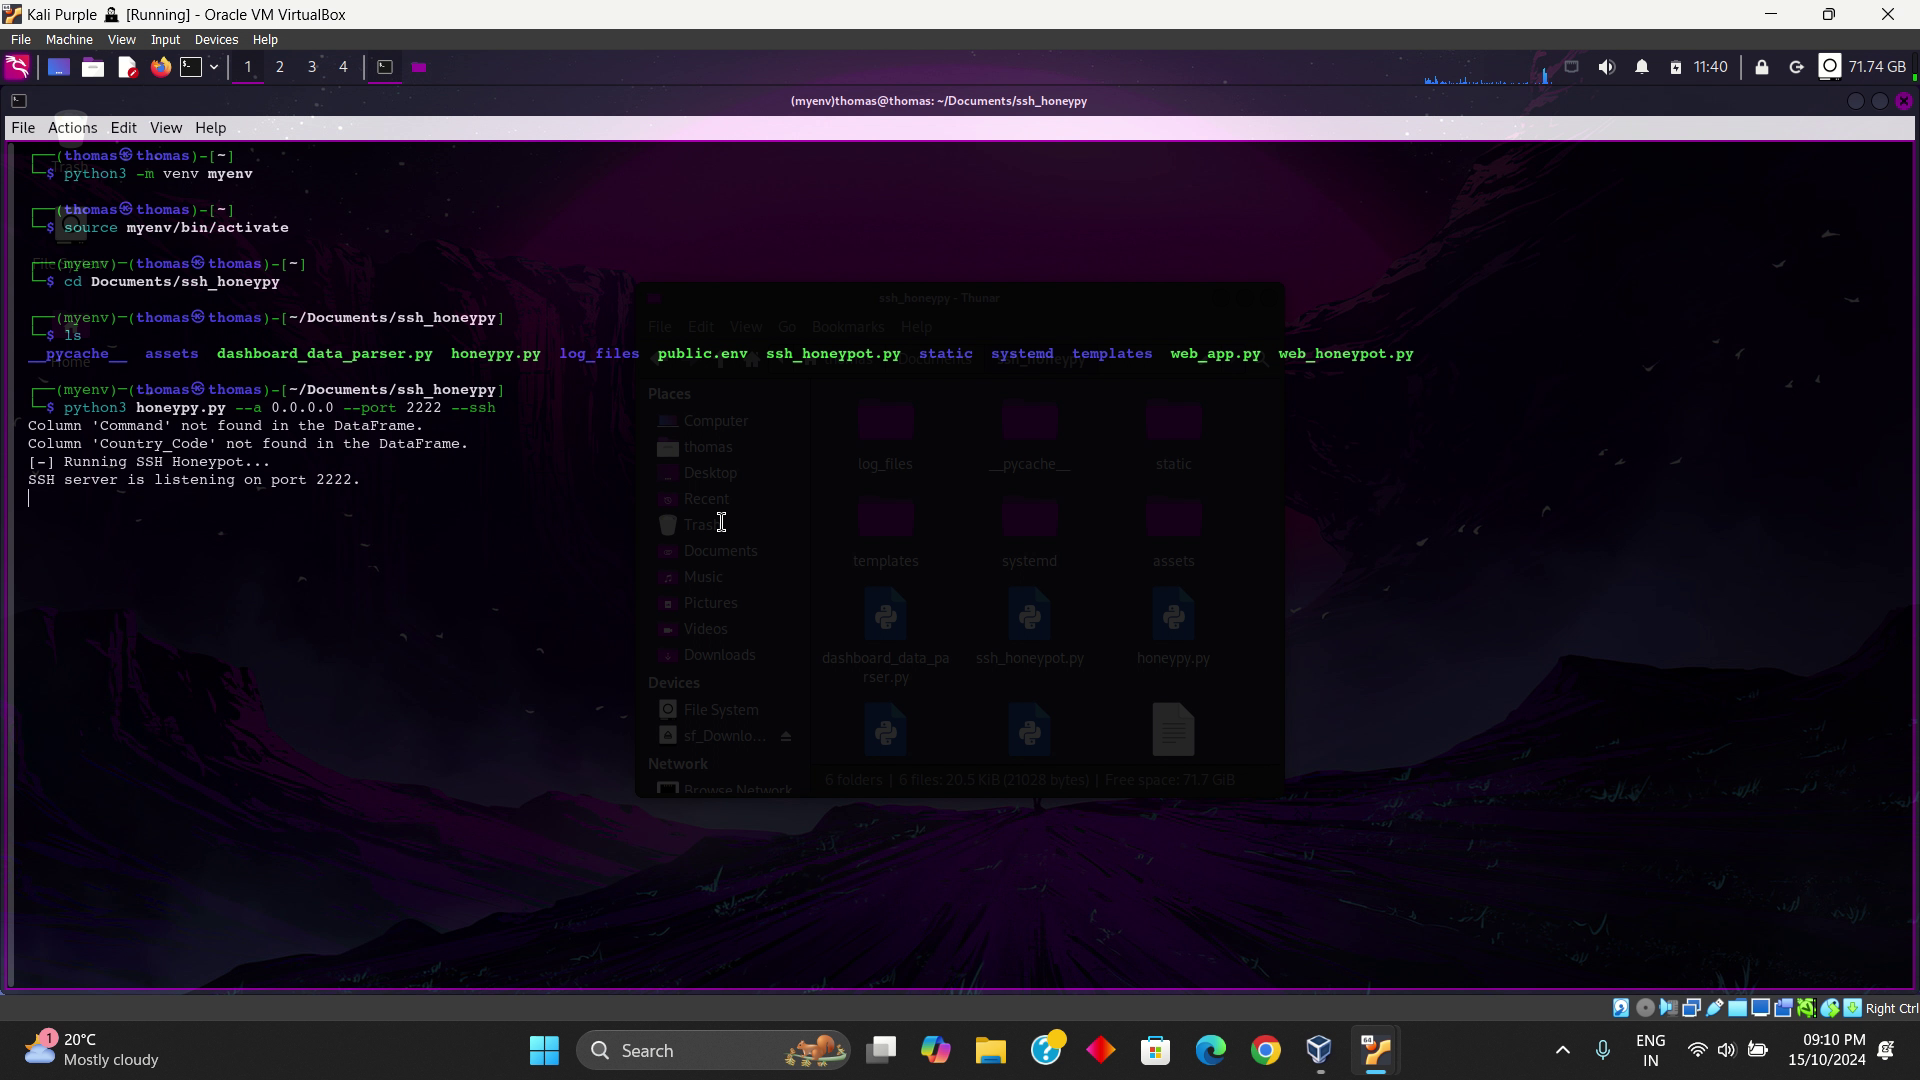 Kali Purple [Running] - Oracle VM VirtualBox
File Machine View Input Devices Help
1 2 3 4 11:40 71.74 GB
(myenv)thomas@thomas: ~/Documents/ssh_honeypy
File Actions Edit View Help
┌──(thomas㉿thomas)-[~]
└─$ python3 -m venv myenv
┌──(thomas㉿thomas)-[~]
└─$ source myenv/bin/activate
┌──(myenv)─(thomas㉿thomas)-[~]
└─$ cd Documents/ssh_honeypy
┌──(myenv)─(thomas㉿thomas)-[~/Documents/ssh_honeypy]
└─$ ls
__pycache__ assets dashboard_data_parser.py honeypy.py log_files public.env ssh_honeypot.py static systemd templates web_app.py web_honeypot.py
┌──(myenv)─(thomas㉿thomas)-[~/Documents/ssh_honeypy]
└─$ python3 honeypy.py --a 0.0.0.0 --port 2222 --ssh
Column 'Command' not found in the DataFrame.
Column 'Country_Code' not found in the DataFrame.
[-] Running SSH Honeypot...
SSH server is listening on port 2222.
Trash
Home
ssh_honeypy - Thunar
File Edit View Go Bookmarks Help
Places
Computer
thomas
Desktop
Recent
Trash
Documents
Music
Pictures
Videos
Downloads
Devices
File System
sf_Downlo...
Network
Browse Network
log_files __pycache__ static
templates systemd assets
dashboard_data_pa ssh_honeypot.py honeypy.py
rser.py
6 folders | 6 files: 20.5 KiB (21028 bytes) | Free space: 71.7 GiB
Right Ctrl
1
20°C
Mostly cloudy
Search
64
ENG
IN
09:10 PM
15/10/2024